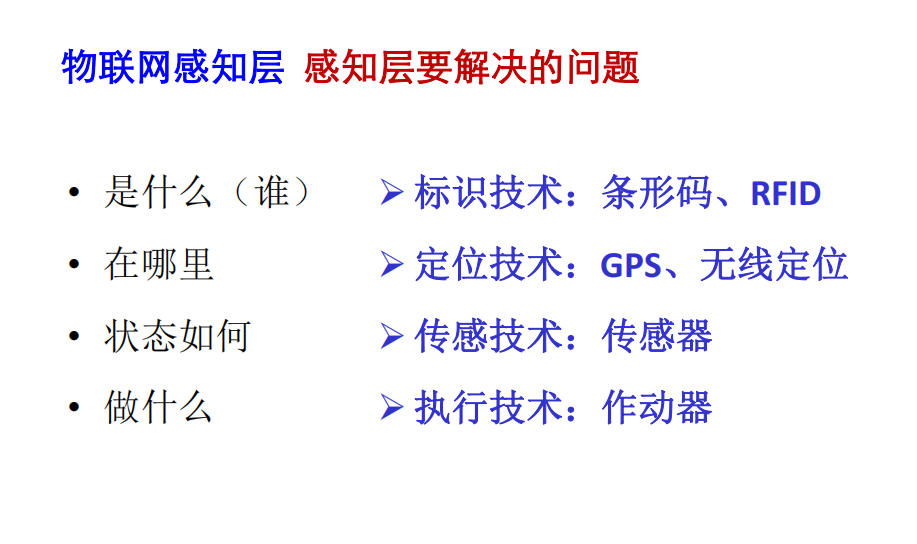 物联网感知层 感知层要解决的问题
• 是什么（谁） ➢ 标识技术：条形码、RFID
• 在哪里 ➢ 定位技术：GPS、无线定位
• 状态如何 ➢ 传感技术：传感器
• 做什么 ➢ 执行技术：作动器